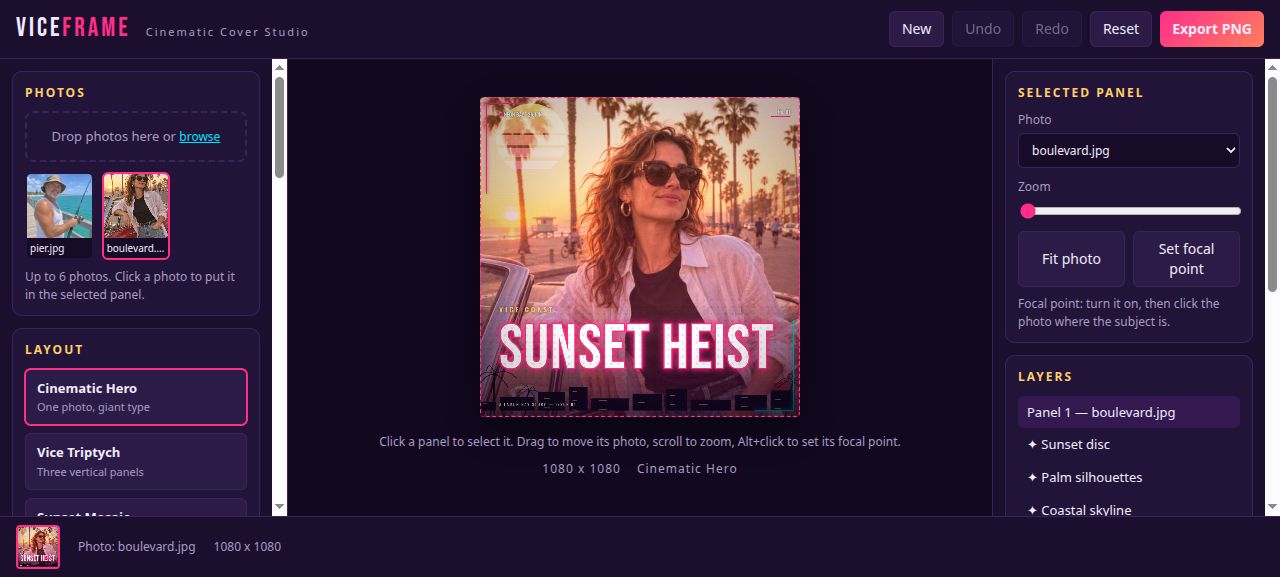 VICEFRAME Cinematic Cover Studio
New Undo Redo Reset Export PNG
PHOTOS
Drop photos here or browse
pier.jpg boulevard....
Up to 6 photos. Click a photo to put it
in the selected panel.
LAYOUT
Cinematic Hero
One photo, giant type
Vice Triptych
Three vertical panels
Sunset Mosaic
VICE COAST
SUNSET HEIST
Click a panel to select it. Drag to move its photo, scroll to zoom, Alt+click to set its focal point.
1080 x 1080 Cinematic Hero
SELECTED PANEL
Photo
boulevard.jpg
Zoom
Fit photo
Set focal
point
Focal point: turn it on, then click the
photo where the subject is.
LAYERS
Panel 1 — boulevard.jpg
✦ Sunset disc
✦ Palm silhouettes
✦ Coastal skyline
SUNSET HEIST
Photo: boulevard.jpg 1080 x 1080